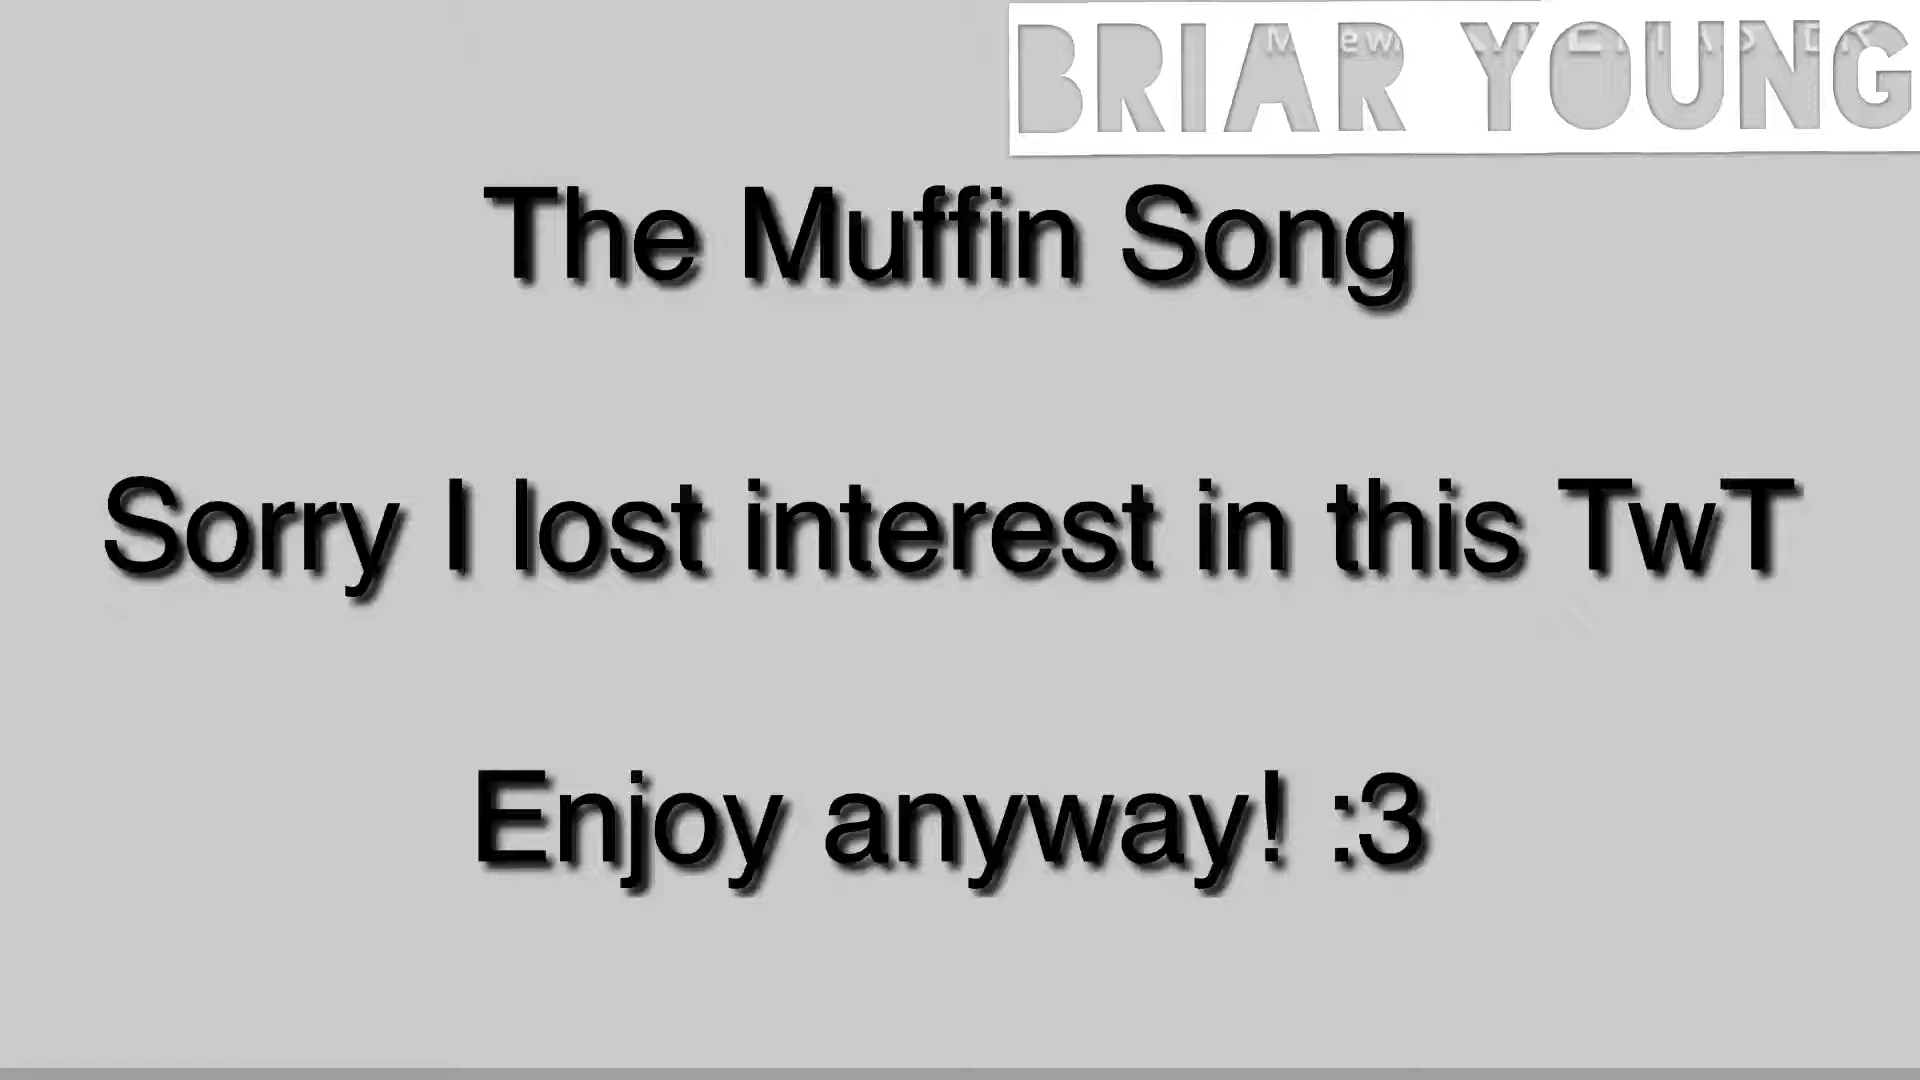 BRIAR YOUNG
The Muffin Song
Sorry I lost interest in this TwT
Enjoy anyway! :3